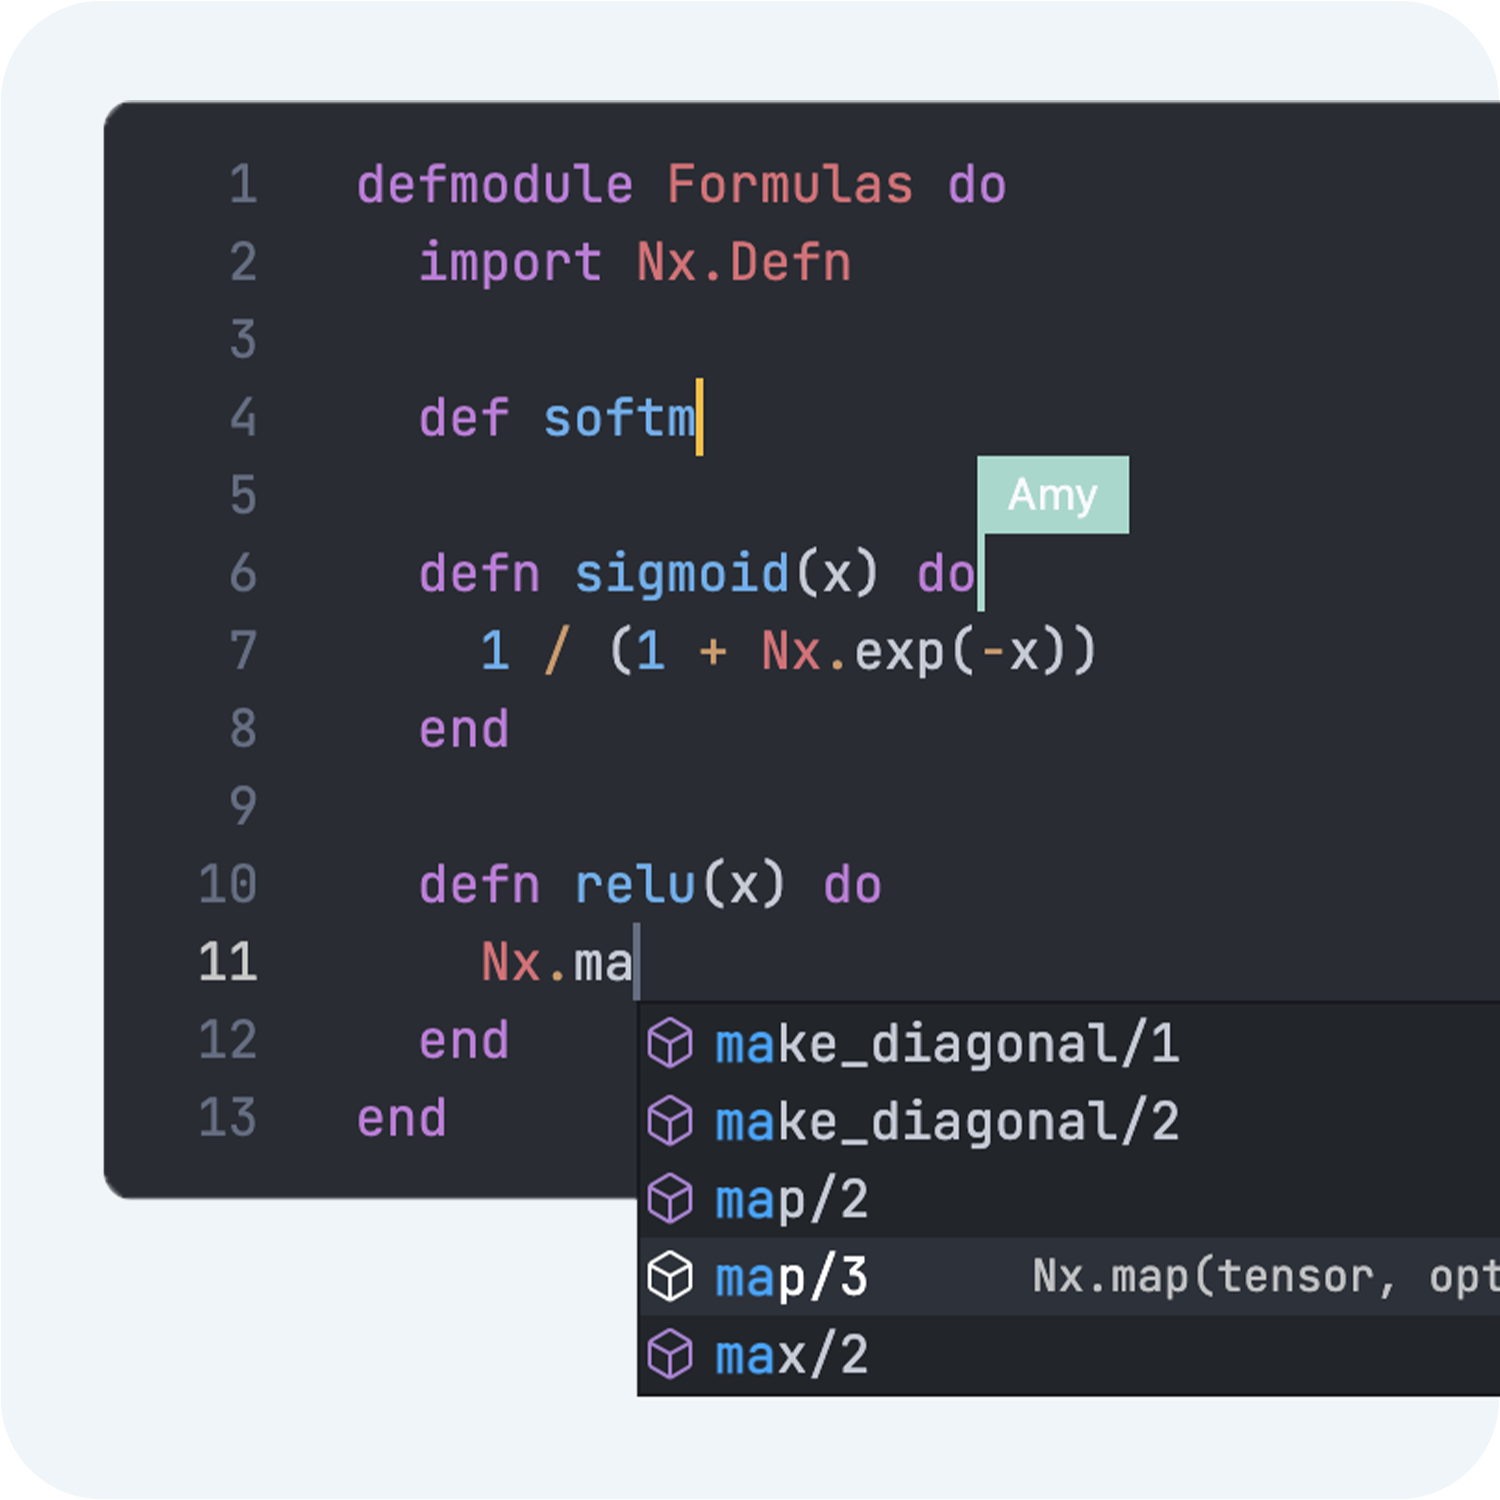 1 defmodule Formulas do
2 import Nx.Defn
3
4 def softm
5
Amy
6 defn sigmoid(x) do
7 1 / (1 + Nx.exp(-x))
8 end
9
10 defn relu(x) do
11 Nx.ma
12 end
13 end
make_diagonal/1
make_diagonal/2
map/2
map/3 Nx.map(tensor, opt
max/2